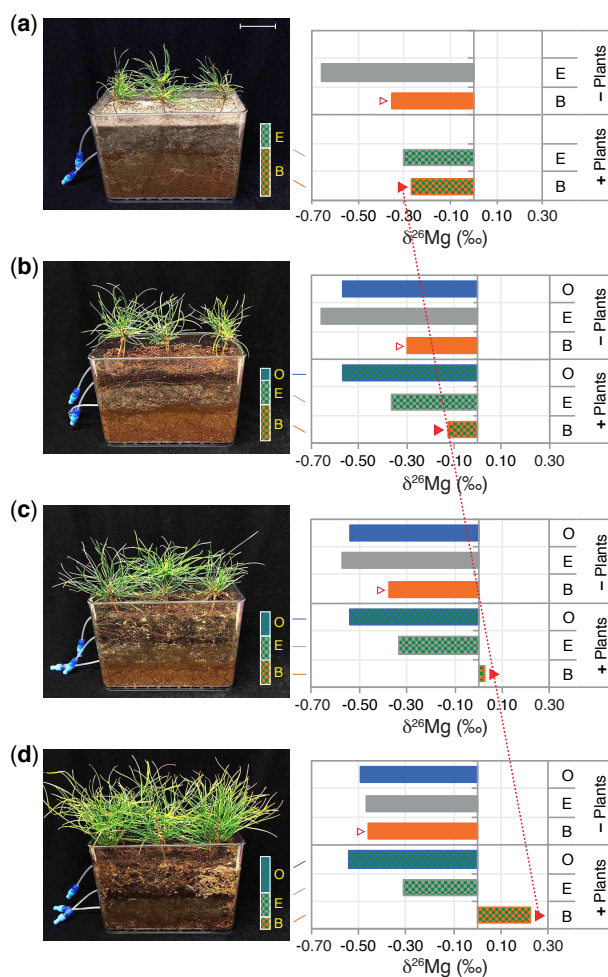 (a)
E
B
E
B
E
B
− Plants
+ Plants
-0.70 -0.50 -0.30 -0.10 0.10 0.30
δ26Mg (‰)
(b)
O
E
B
O
E
B
O
E
B
− Plants
+ Plants
-0.70 -0.50 -0.30 -0.10 0.10 0.30
δ26Mg (‰)
(c)
O
E
B
O
E
B
O
E
B
− Plants
+ Plants
-0.70 -0.50 -0.30 -0.10 0.10 0.30
δ26Mg (‰)
(d)
O
E
B
O
E
B
O
E
B
− Plants
+ Plants
-0.70 -0.50 -0.30 -0.10 0.10 0.30
δ26Mg (‰)